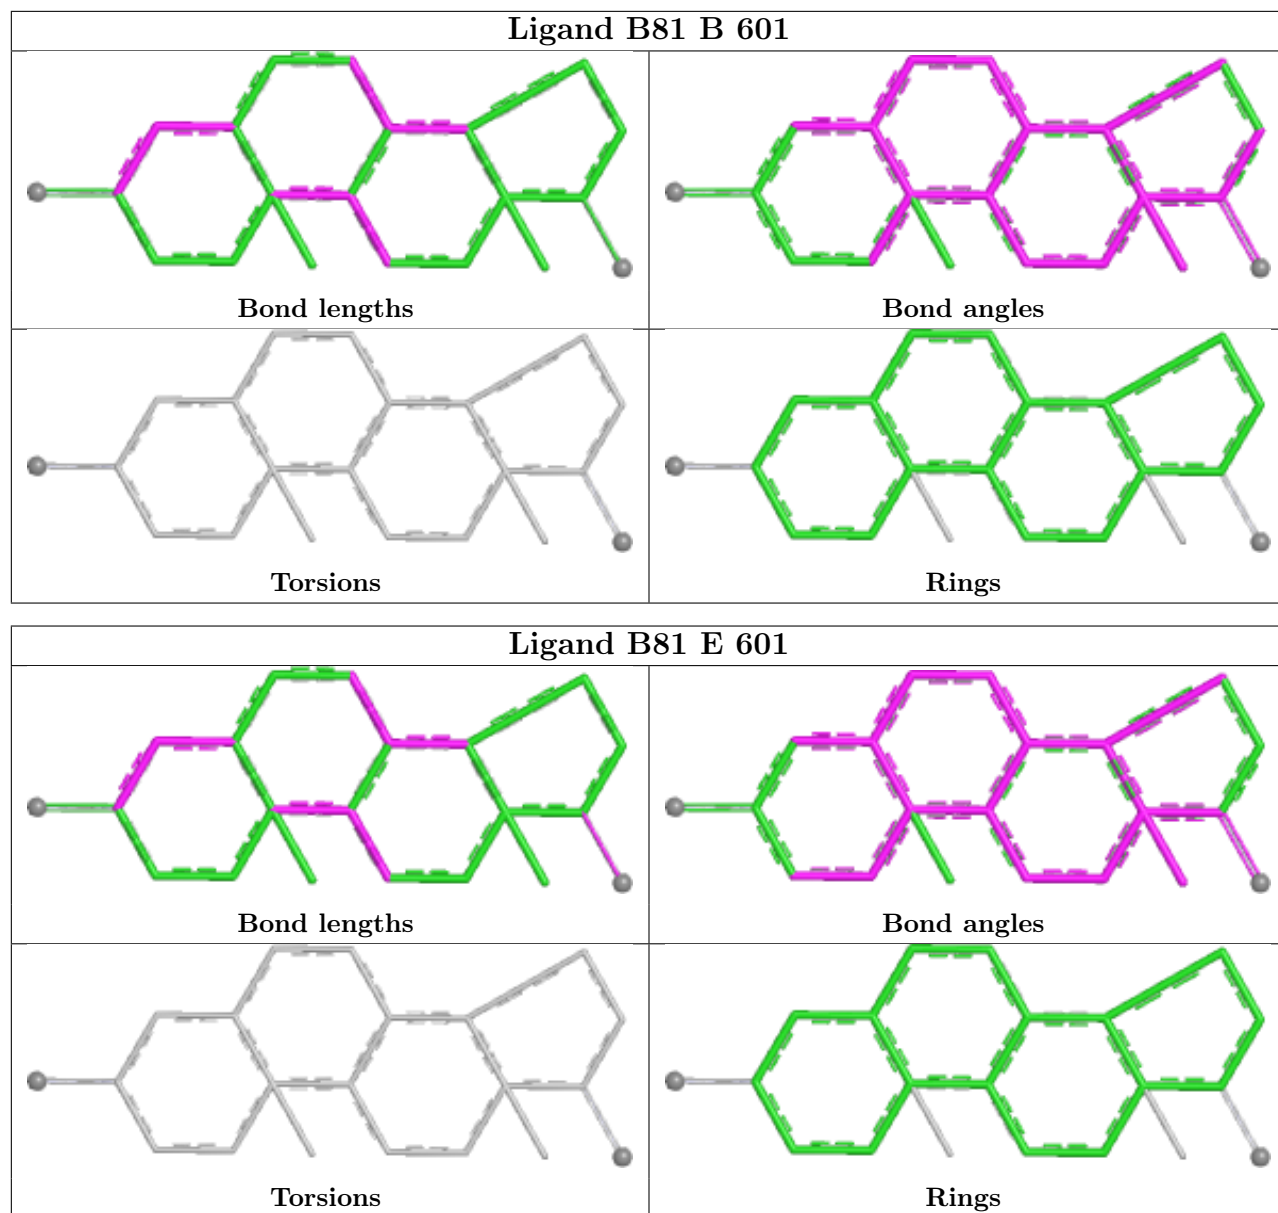 Ligand B81 B 601
Bond lengths
Bond angles
Torsions
Rings
Ligand B81 E 601
Bond lengths
Bond angles
Torsions
Rings